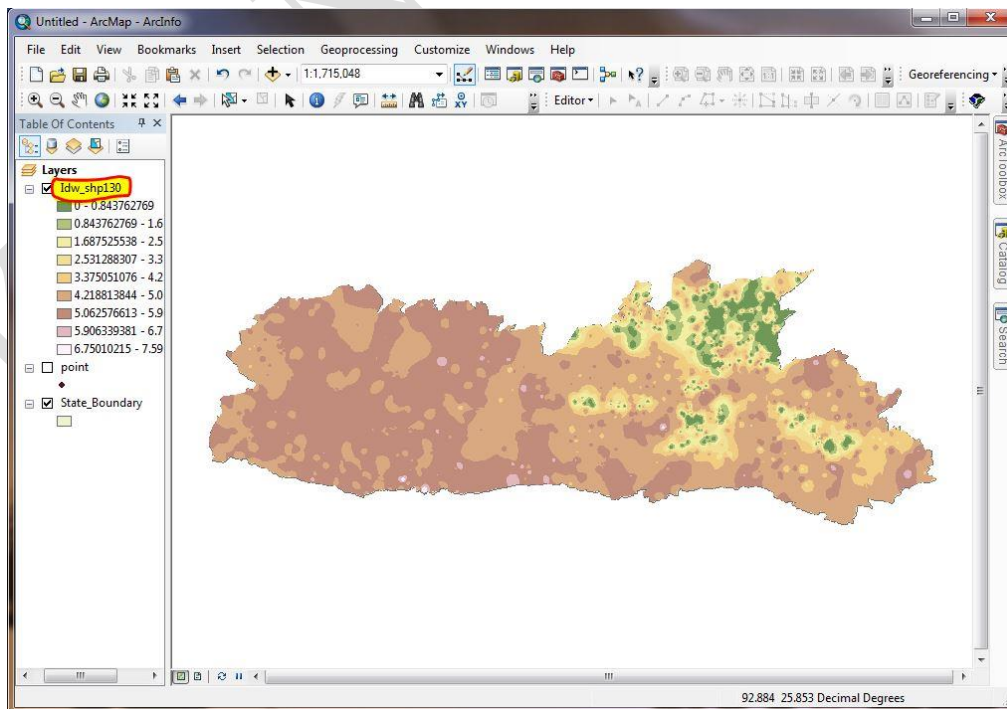 Untitled - ArcMap - ArcInfo
File Edit View Bookmarks Insert Selection Geoprocessing Customize Windows Help
1:1,715,048
Georeferencing
Editor
Table Of Contents
Layers
Idw_shp130
0 - 0.843762769
0.843762769 - 1.6
1.687525538 - 2.5
2.531288307 - 3.3
3.375051076 - 4.2
4.218813844 - 5.0
5.062576613 - 5.9
5.906339381 - 6.7
6.75010215 - 7.59
point
State_Boundary
ArcToolbox
Catalog
Search
92.884 25.853 Decimal Degrees